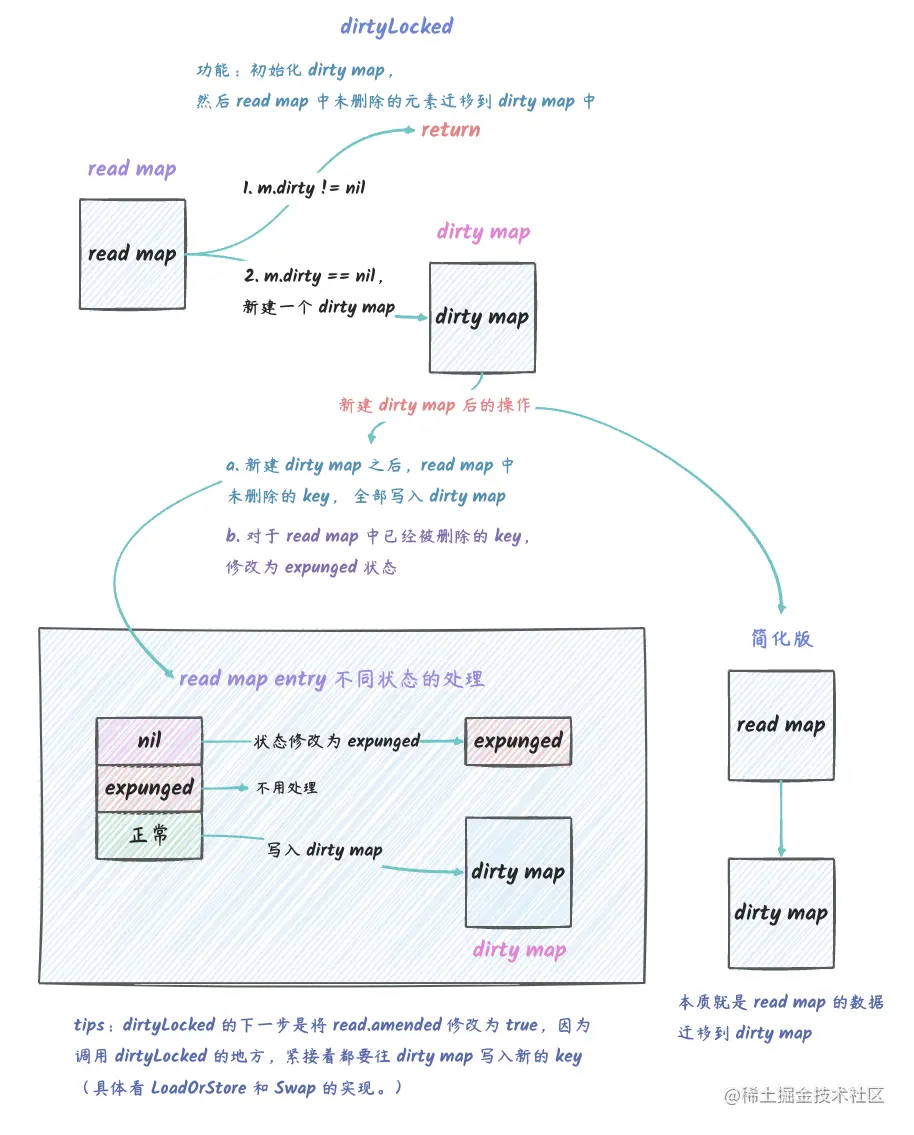 dirtyLocked
功能：初始化 dirty map，
然后 read map 中未删除的元素迁移到 dirty map 中
return
read map
1. m.dirty != nil
read map
dirty map
2. m.dirty == nil，
新建一个 dirty map
dirty map
新建 dirty map 后的操作
a. 新建 dirty map 之后，read map 中
未删除的 key， 全部写入 dirty map
b. 对于 read map 中已经被删除的 key，
修改为 expunged 状态
简化版
read map entry 不同状态的处理
read map
nil
状态修改为 expunged
expunged
expunged
不用处理
正常
写入 dirty map
dirty map
dirty map
dirty map
本质就是 read map 的数据
迁移到 dirty map
tips：dirtyLocked 的下一步是将 read.amended 修改为 true，因为
调用 dirtyLocked 的地方，紧接着都要往 dirty map 写入新的 key
（具体看 LoadOrStore 和 Swap 的实现。）
@稀土掘金技术社区